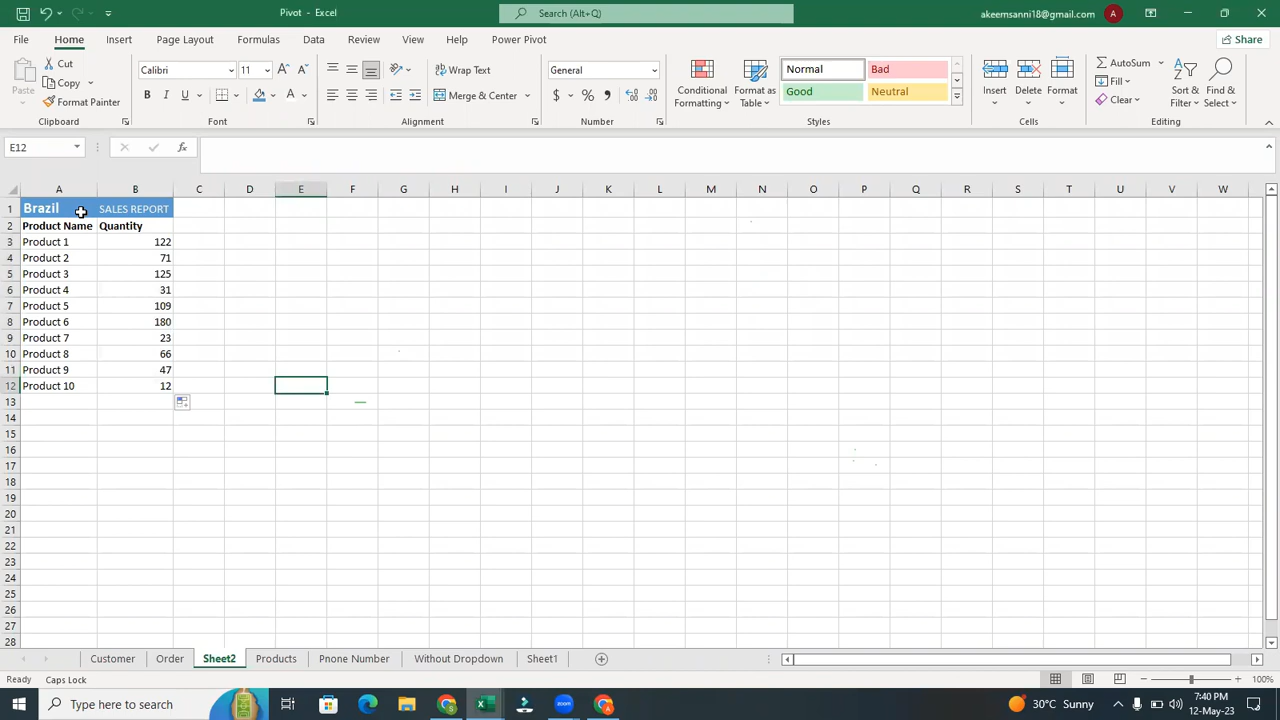 Pivot - Excel
Search (Alt+Q)
akeemsanni18@gmail.com
A
File Home Insert Page Layout Formulas Data Review View Help Power Pivot
Share
Paste
Cut
Copy
Format Painter
Clipboard
Calibri 11
B I U
Font
Wrap Text
Merge & Center
Alignment
General
$ %
Number
Conditional Formatting
Format as Table
Normal Bad
Good Neutral
Styles
Insert Delete Format
Cells
AutoSum
Fill
Clear
Sort & Filter
Find & Select
Editing
E12
fx
A B C D E F G H I J K L M N O P Q R S T U V W
1 Brazil SALES REPORT
2 Product Name Quantity
3 Product 1 122
4 Product 2 71
5 Product 3 125
6 Product 4 31
7 Product 5 109
8 Product 6 180
9 Product 7 23
10 Product 8 66
11 Product 9 47
12 Product 10 12
13
14
15
16
17
18
19
20
21
22
23
24
25
26
27
28
Customer Order Sheet2 Products Pnone Number Without Dropdown Sheet1
Ready Caps Lock
100%
Type here to search
30°C Sunny
7:40 PM
12-May-23